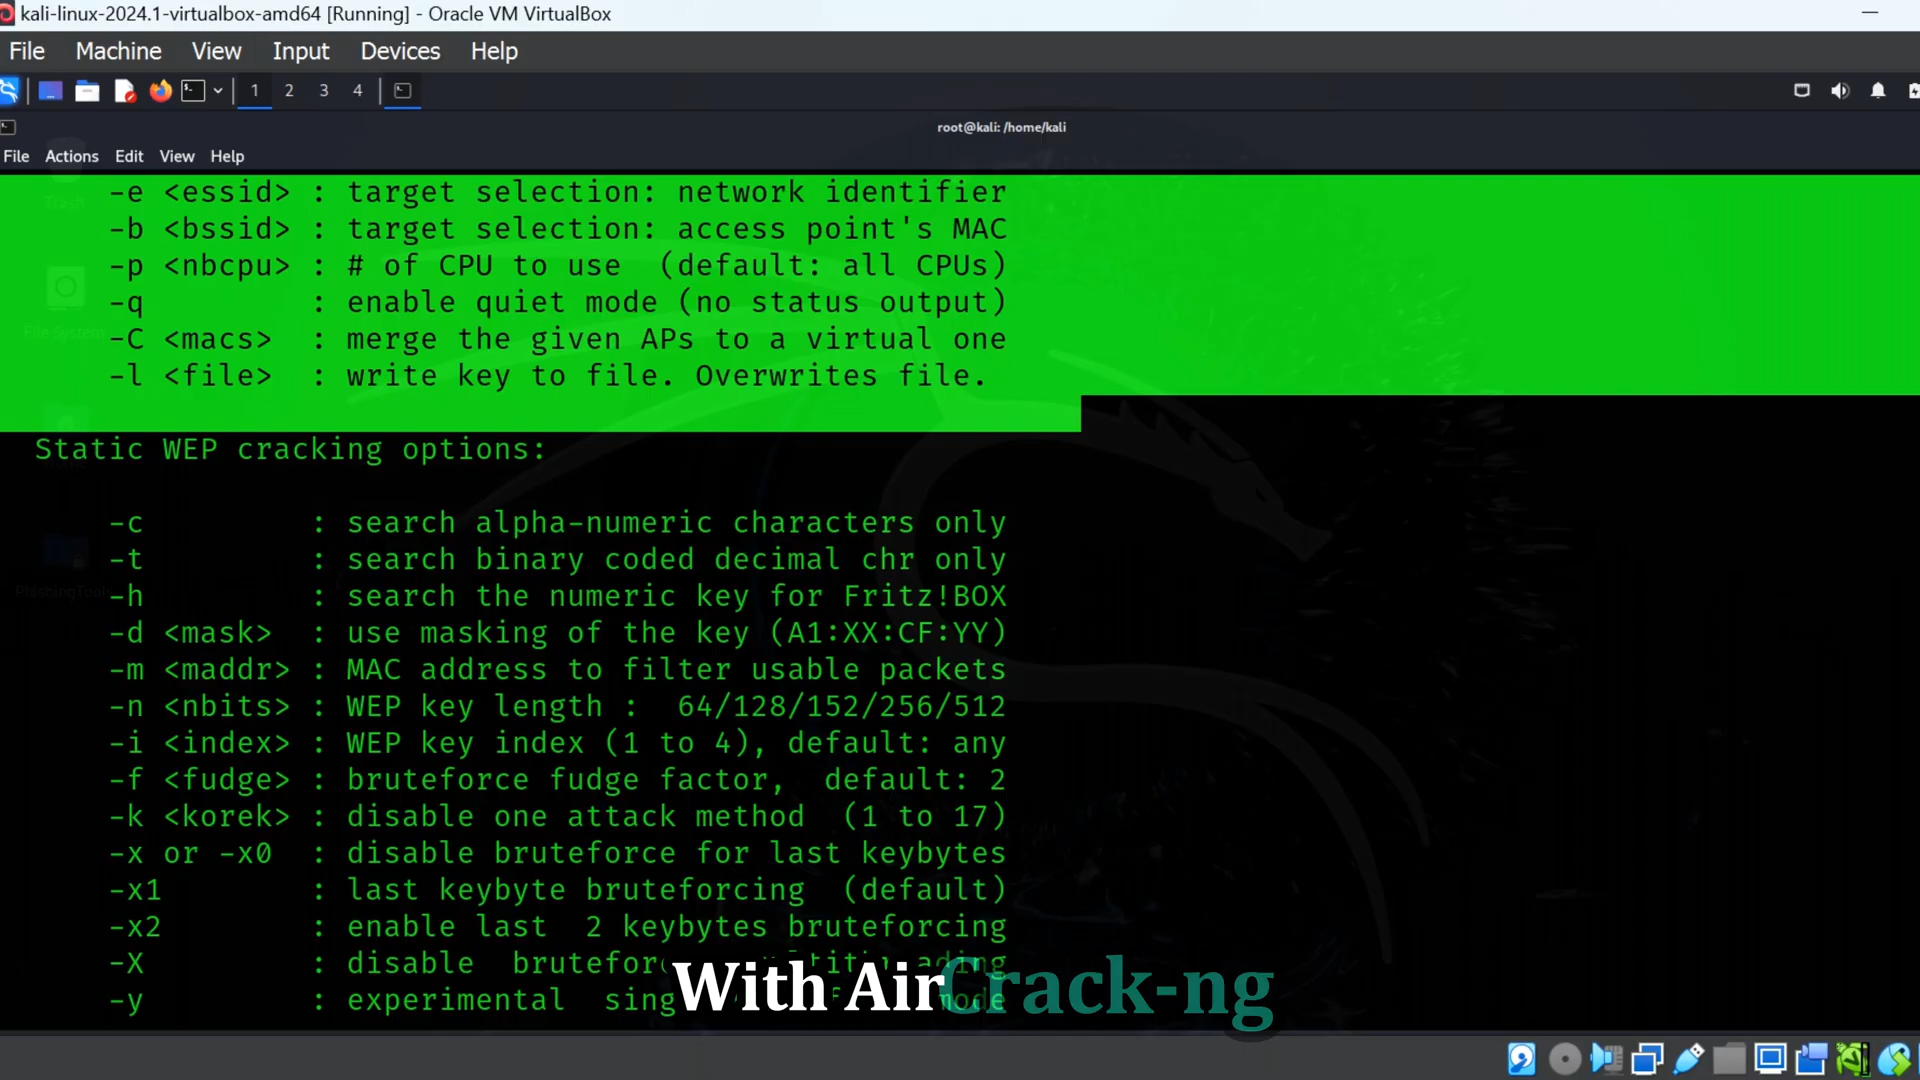 kali-linux-2024.1-virtualbox-amd64 [Running] - Oracle VM VirtualBox
File Machine View Input Devices Help
1 2 3 4
root@kali: /home/kali
File Actions Edit View Help
Trash
File System
-e <essid> : target selection: network identifier
-b <bssid> : target selection: access point's MAC
-p <nbcpu> : # of CPU to use (default: all CPUs)
-q : enable quiet mode (no status output)
-C <macs> : merge the given APs to a virtual one
-l <file> : write key to file. Overwrites file.
Static WEP cracking options:
-c : search alpha-numeric characters only
-t : search binary coded decimal chr only
-h : search the numeric key for Fritz!BOX
-d <mask> : use masking of the key (A1:XX:CF:YY)
-m <maddr> : MAC address to filter usable packets
-n <nbits> : WEP key length : 64/128/152/256/512
-i <index> : WEP key index (1 to 4), default: any
-f <fudge> : bruteforce fudge factor, default: 2
-k <korek> : disable one attack method (1 to 17)
-x or -x0 : disable bruteforce for last keybytes
-x1 : last keybyte bruteforcing (default)
-x2 : enable last 2 keybytes bruteforcing
-X : disable
-y : experimental mode
With AirCrack-ng